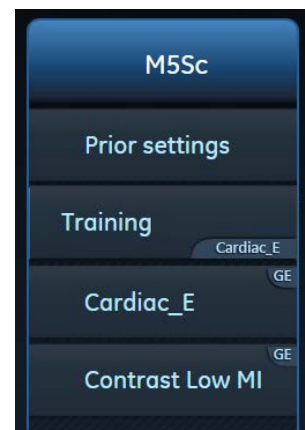 M5Sc
Prior settings
Training
Cardiac_E
GE
Cardiac_E
GE
Contrast Low MI